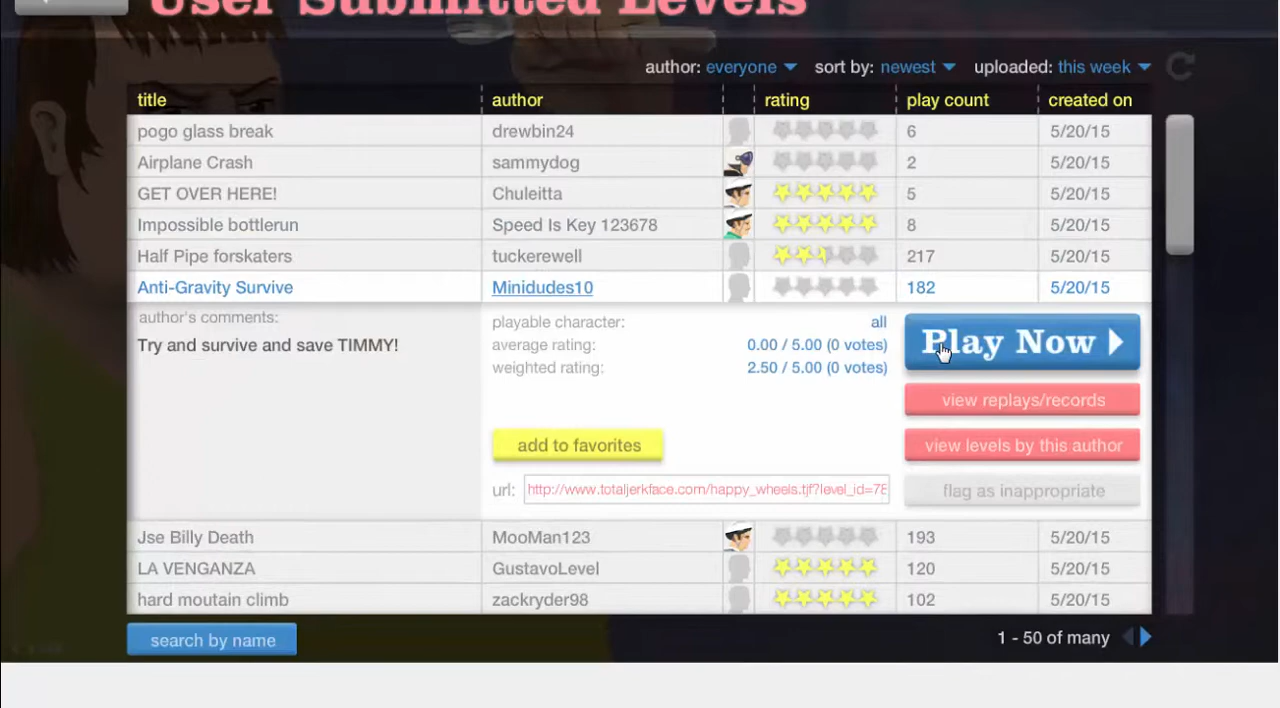 User Submitted Levels
author: everyone sort by: newest uploaded: this week
title author rating play count created on
pogo glass break drewbin24 6 5/20/15
Airplane Crash sammydog 2 5/20/15
GET OVER HERE! Chuleitta 5 5/20/15
Impossible bottlerun Speed Is Key 123678 8 5/20/15
Half Pipe forskaters tuckerewell 217 5/20/15
Anti-Gravity Survive Minidudes10 182 5/20/15
author's comments:
Try and survive and save TIMMY!
playable character: all
average rating: 0.00 / 5.00 (0 votes)
weighted rating: 2.50 / 5.00 (0 votes)
add to favorites
url: http://www.totaljerkface.com/happy_wheels.tjf?level_id=78
Play Now
view replays/records
view levels by this author
flag as inappropriate
Jse Billy Death MooMan123 193 5/20/15
LA VENGANZA GustavoLevel 120 5/20/15
hard moutain climb zackryder98 102 5/20/15
search by name 1 - 50 of many